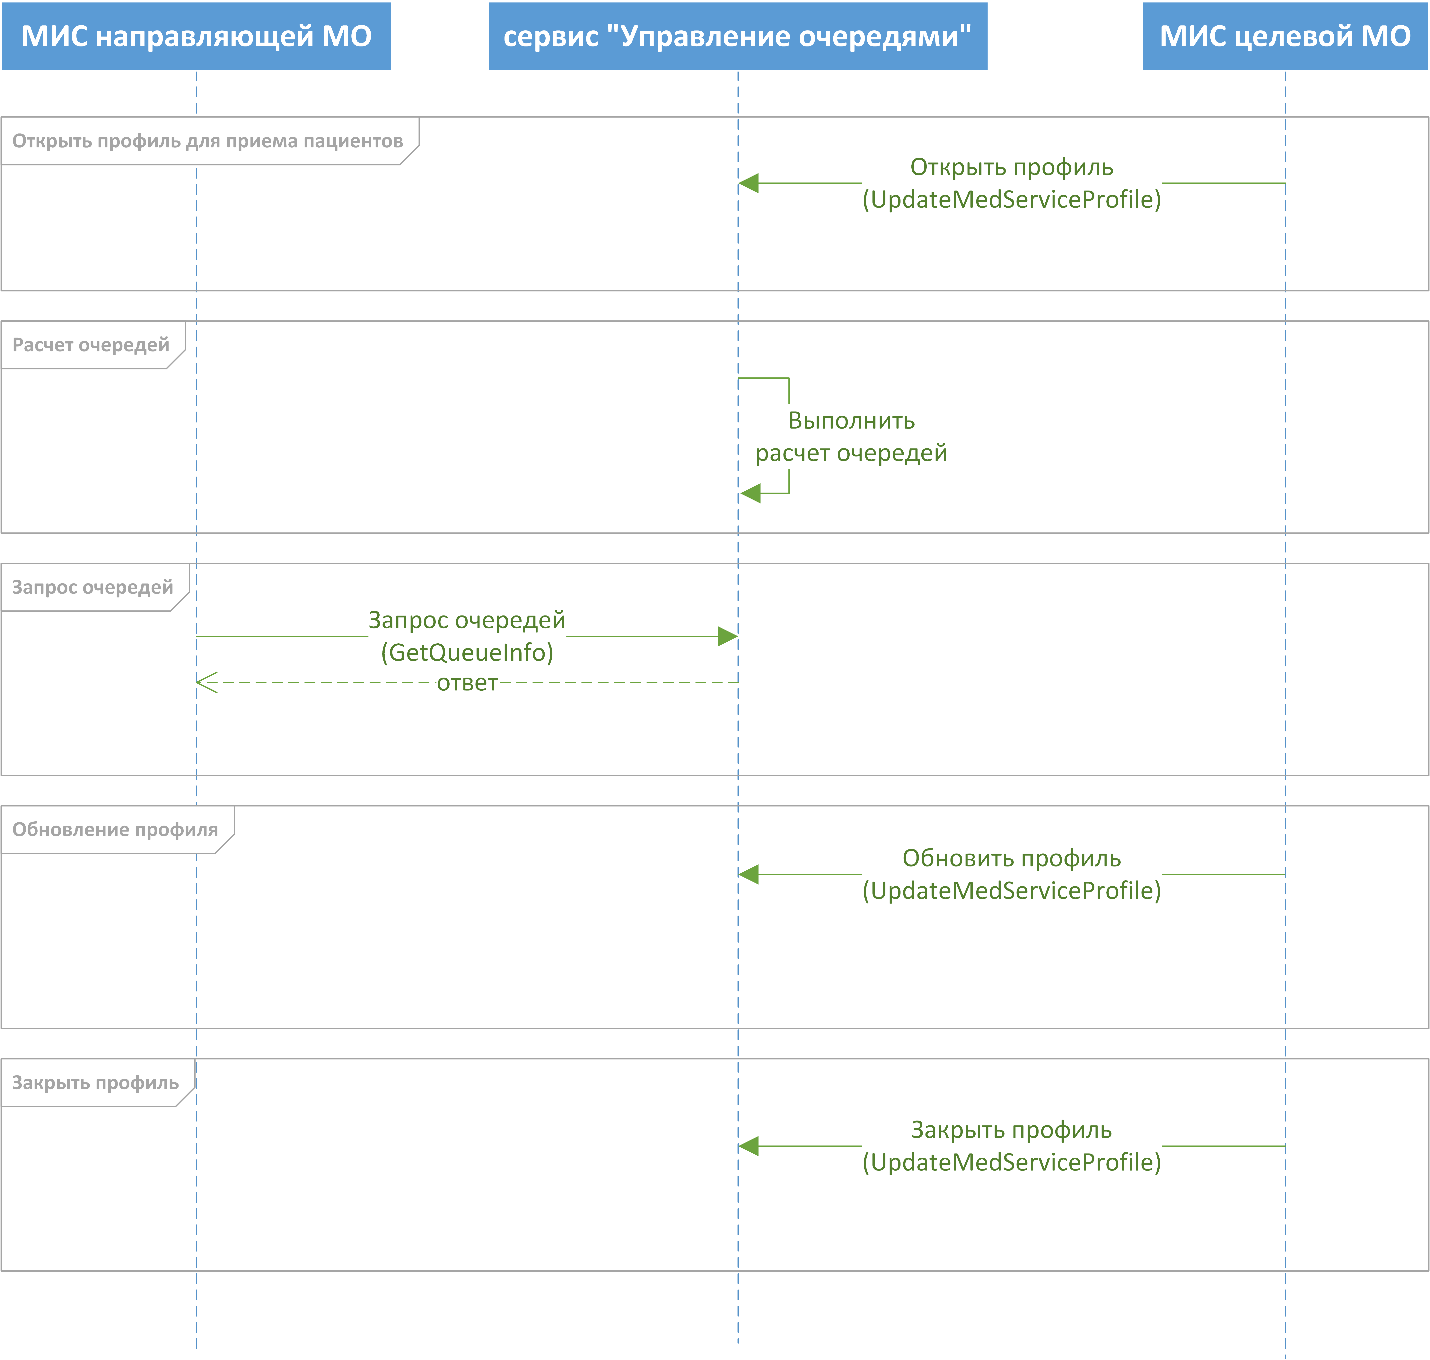 МИС направляющей МО
сервис "Управление очередями"
МИС целевой МО
Открыть профиль для приема пациентов
Открыть профиль
(UpdateMedServiceProfile)
Расчет очередей
Выполнить
расчет очередей
Запрос очередей
Запрос очередей
(GetQueueInfo)
ответ
Обновление профиля
Обновить профиль
(UpdateMedServiceProfile)
Закрыть профиль
Закрыть профиль
(UpdateMedServiceProfile)